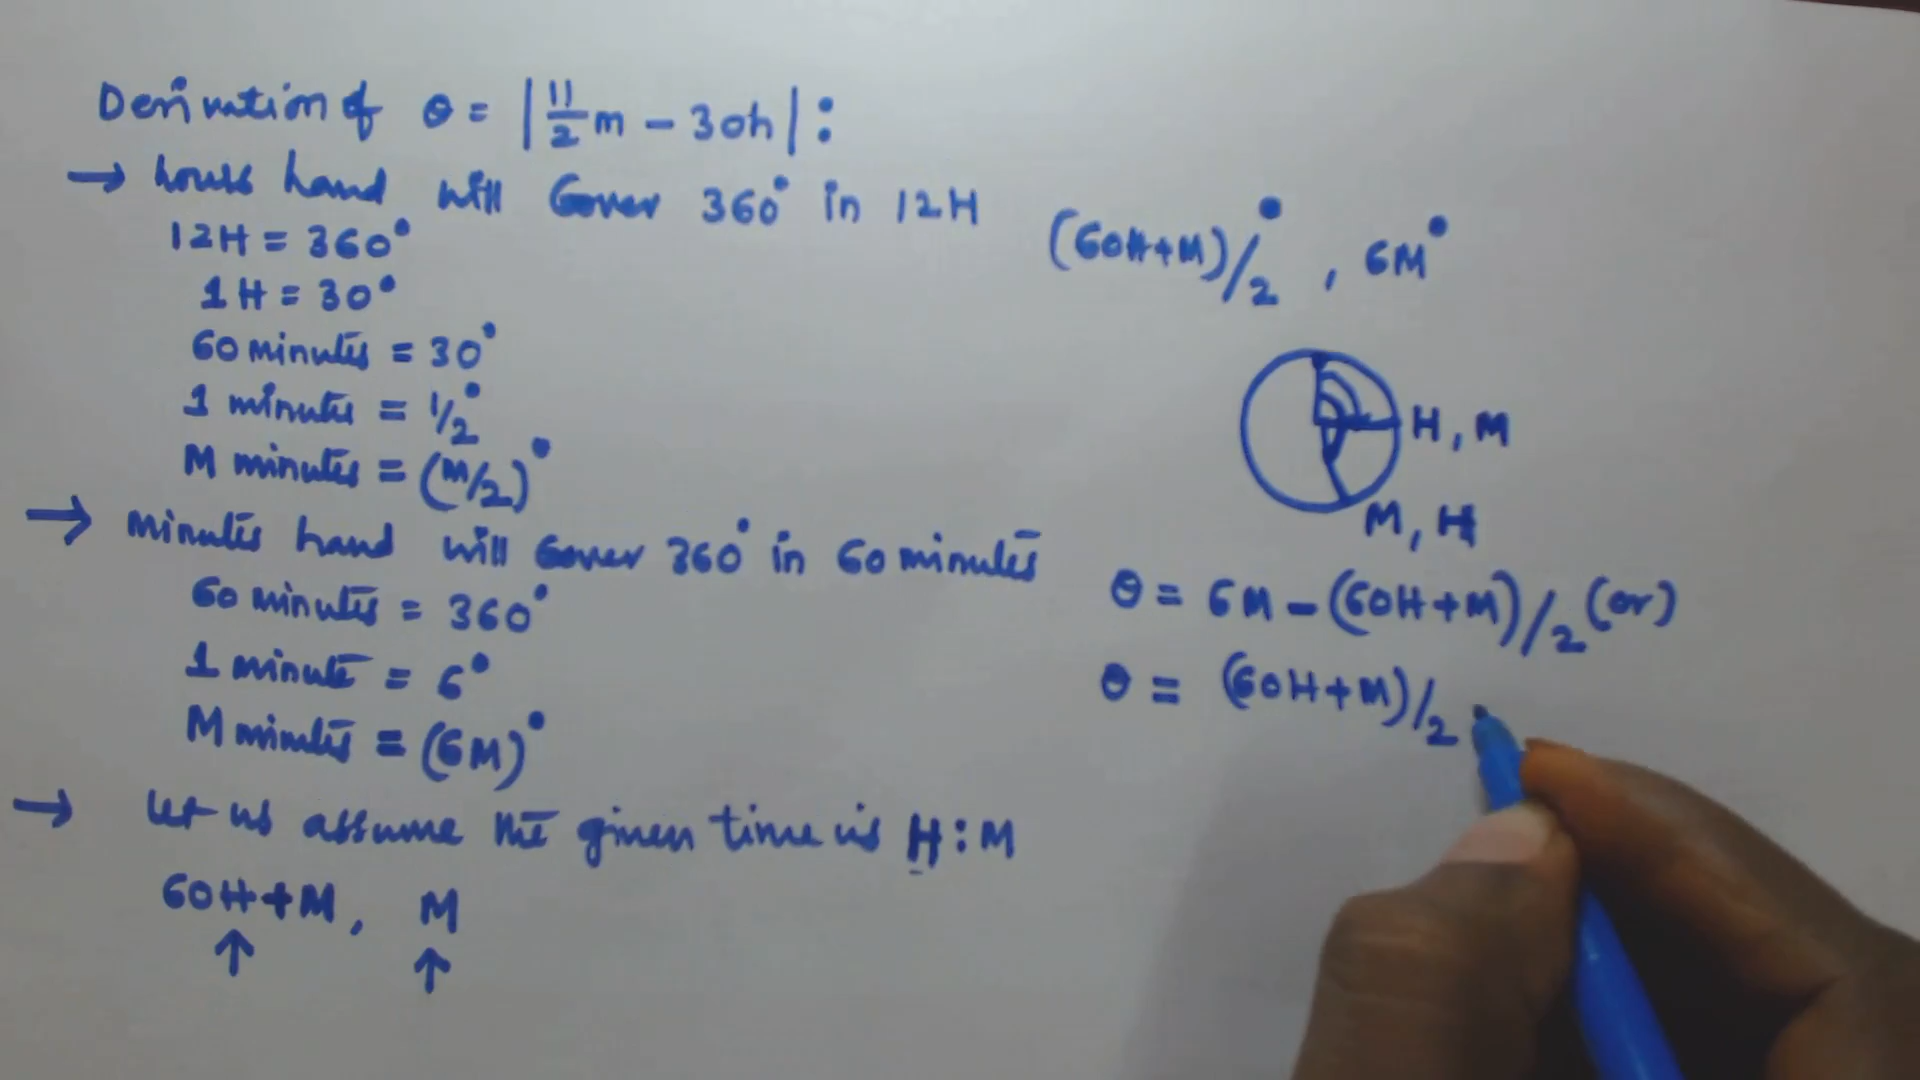 Derivation of θ = |11/2 m - 30h| :
→ hours hand will cover 360° in 12H
12H = 360°
1H = 30°
60 minutes = 30°
1 minutes = 1/2°
M minutes = (M/2)°
→ minutes hand will cover 360° in 60 minutes
60 minutes = 360°
1 minute = 6°
M minutes = (6M)°
→ let us assume the given time is H : M
60H+M, M
↑ ↑
(60H+M)/2°, 6M°
H, M
M, H
θ = 6M - (60H+M)/2 (or)
θ = (60H+M)/2